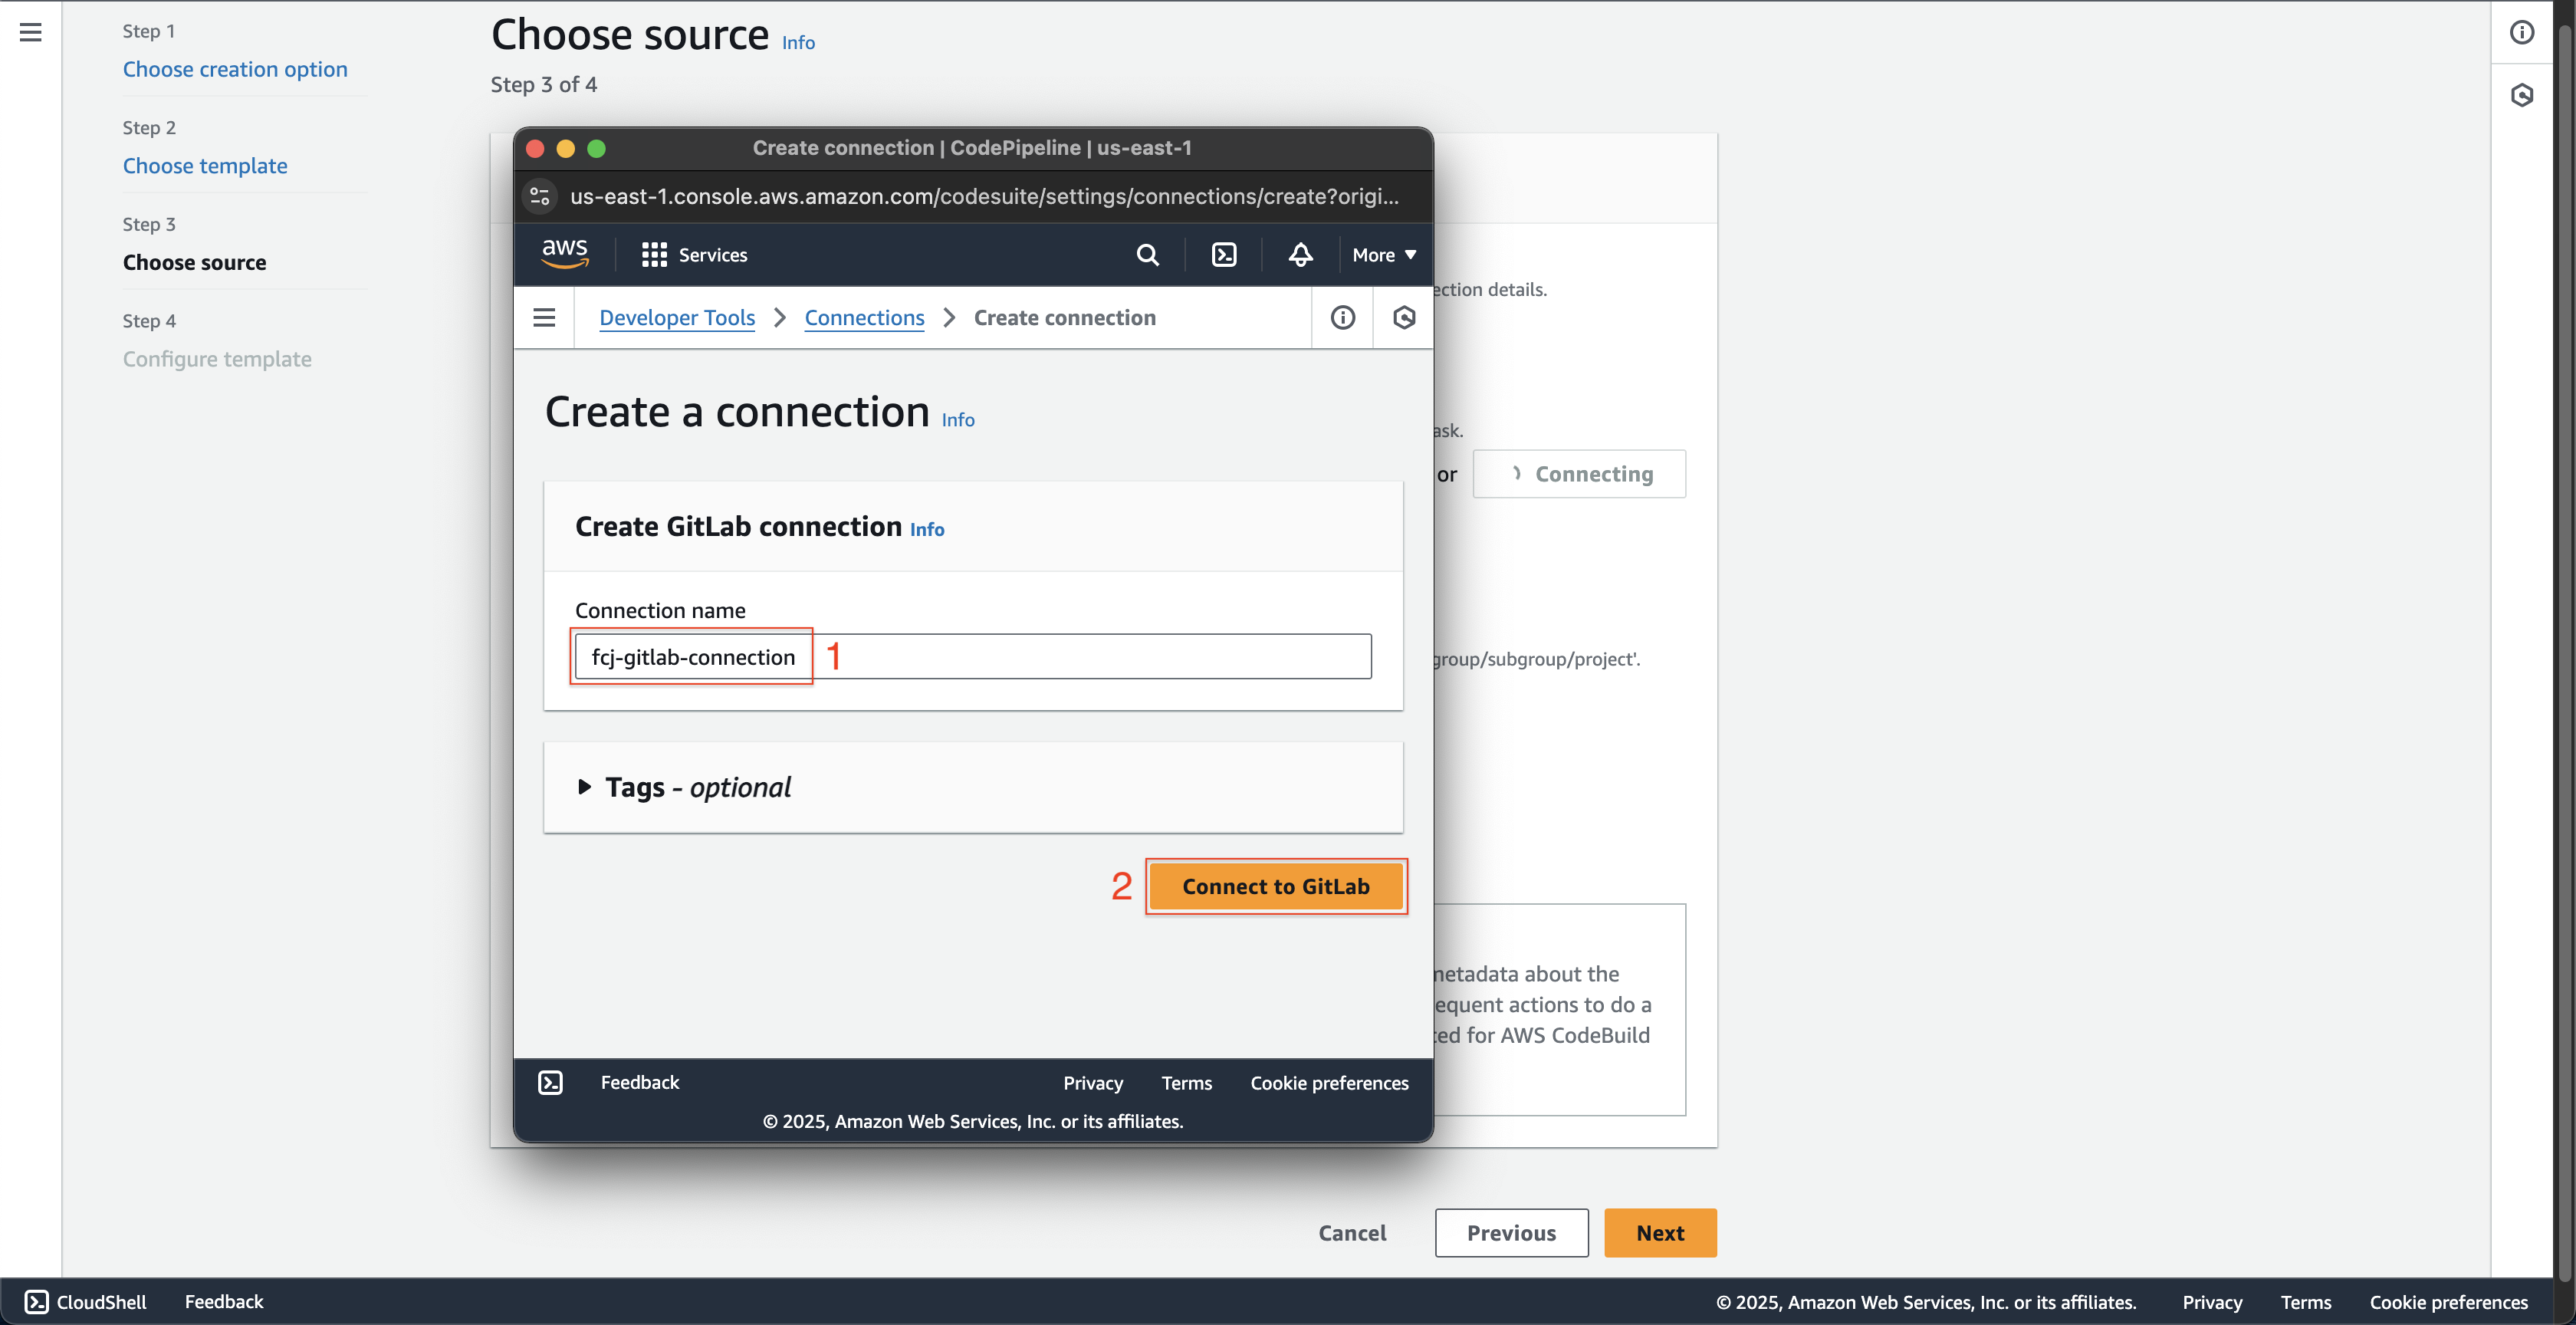 Step 1
Choose creation option
Step 2
Choose template
Step 3
Choose source
Step 4
Configure template
Choose source Info
Step 3 of 4
Create connection | CodePipeline | us-east-1
us-east-1.console.aws.amazon.com/codesuite/settings/connections/create?origi...
aws Services More
Developer Tools Connections Create connection
Create a connection Info
Create GitLab connection Info
Connection name
fcj-gitlab-connection 1
Tags - optional
2 Connect to GitLab
Feedback Privacy Terms Cookie preferences
© 2025, Amazon Web Services, Inc. or its affiliates.
details.
or Connecting
group/subgroup/project'.
metadata about the
actions to do a
for AWS CodeBuild
Cancel Previous Next
CloudShell Feedback © 2025, Amazon Web Services, Inc. or its affiliates. Privacy Terms Cookie preferences